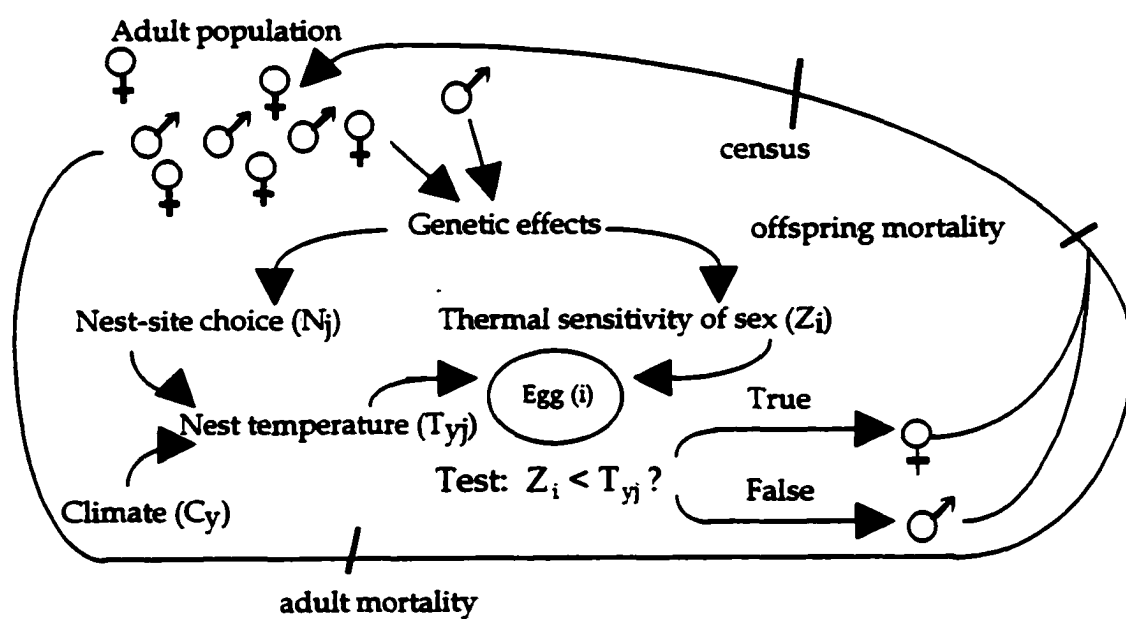 Adult population
census
Genetic effects
offspring mortality
Nest-site choice (Nj)
Thermal sensitivity of sex (Zi)
Egg (i)
True
Nest temperature (Tyj)
Test: Zi < Tyj ?
False
Climate (Cy)
adult mortality